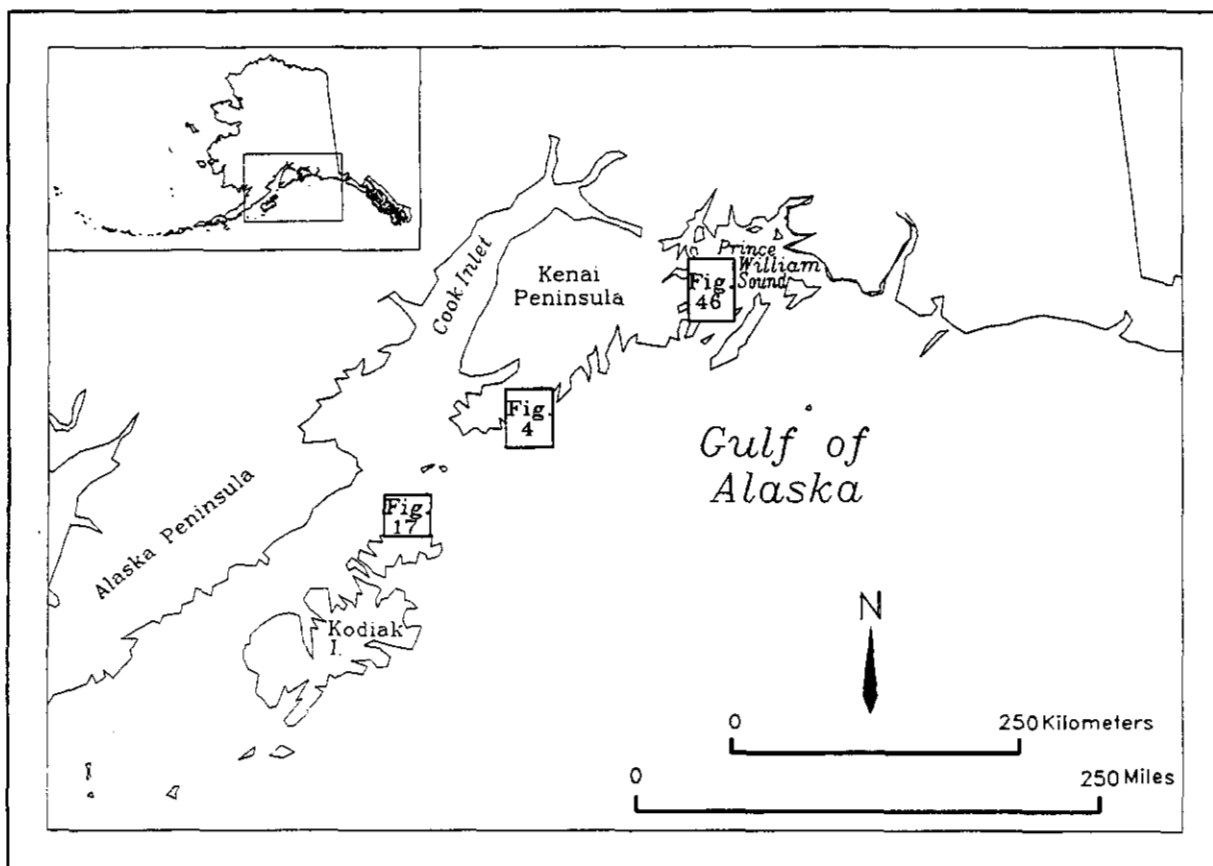 Prince
William
Sound
Cook Inlet
Kenai
Peninsula
Fig.
46
Fig.
4
Gulf of
Alaska
Alaska Peninsula
Fig.
17
Kodiak
I.
N
0 250 Kilometers
0 250 Miles